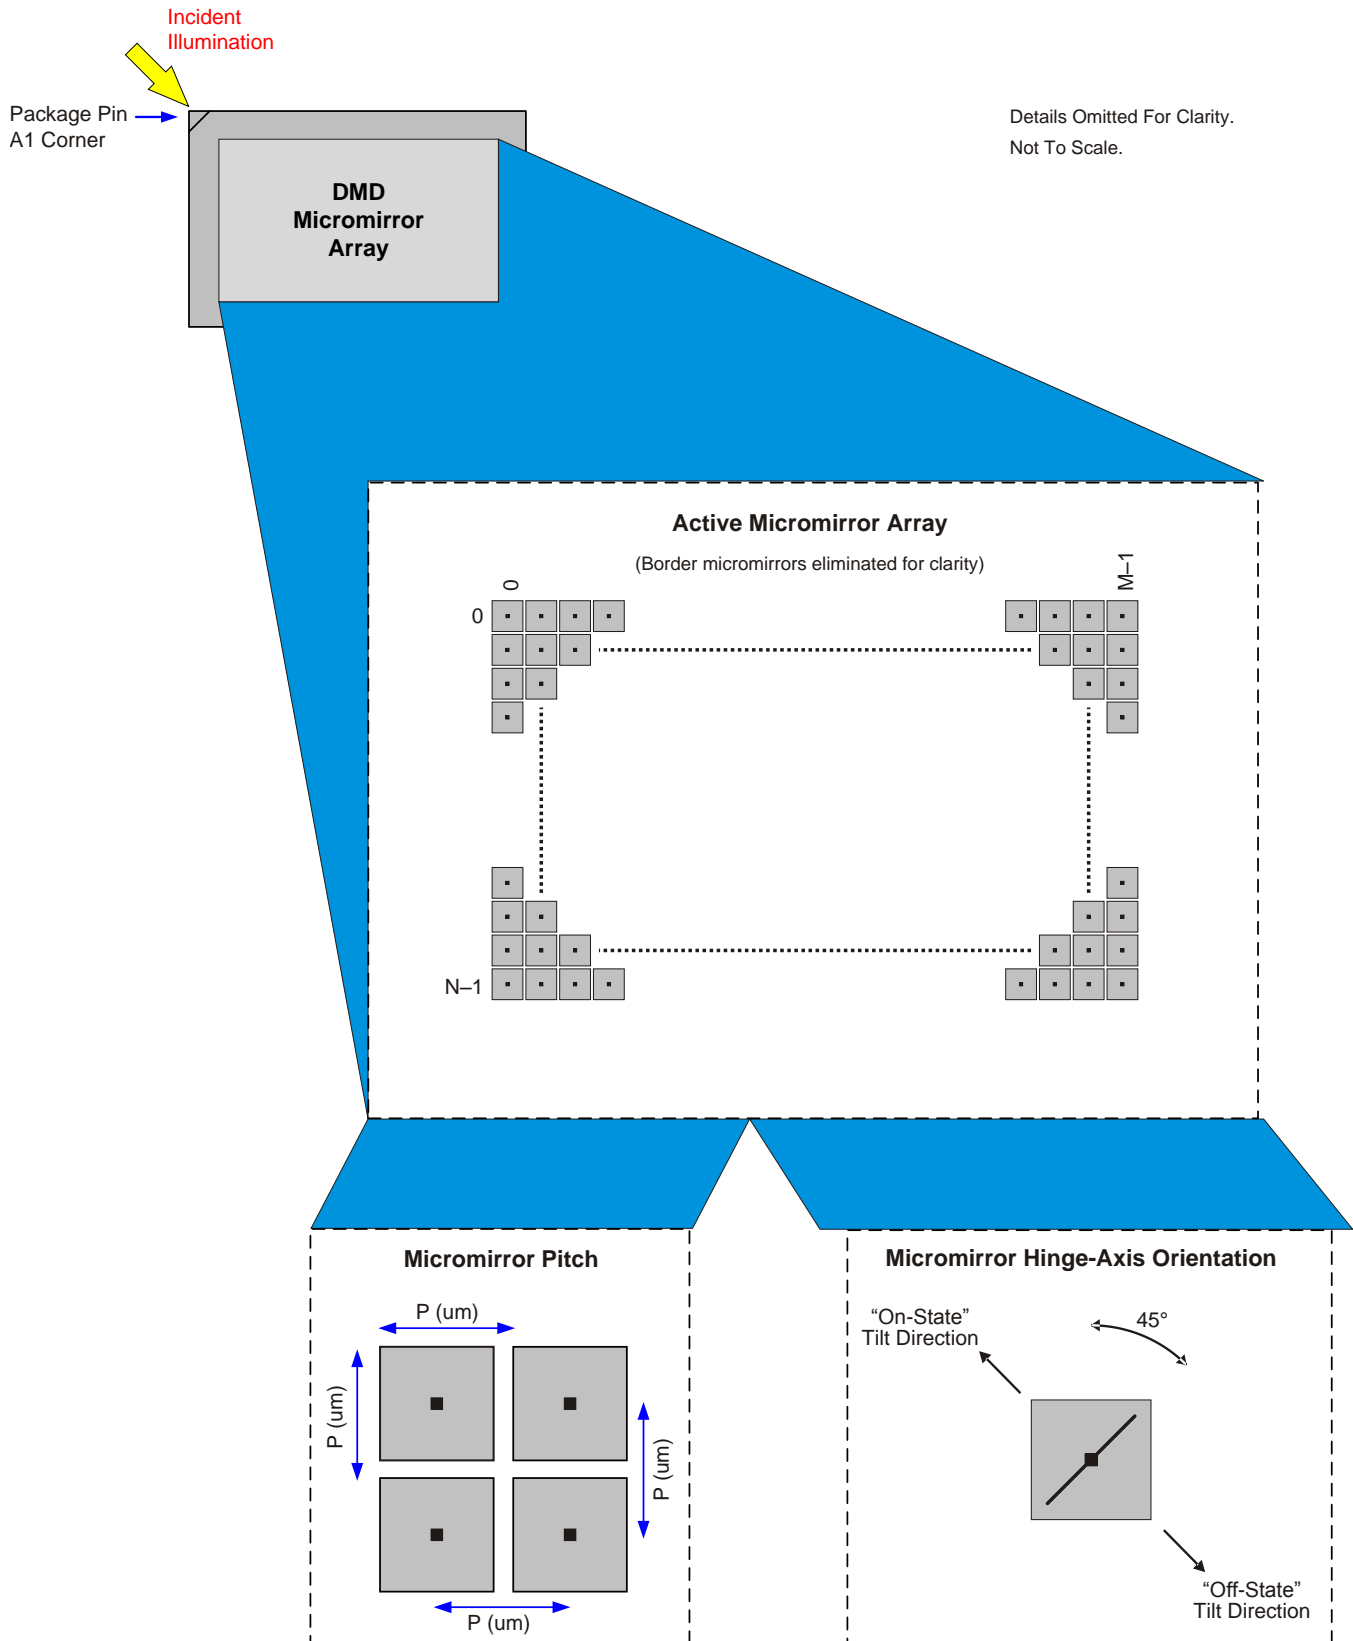 Incident
Illumination
Package Pin
A1 Corner
Details Omitted For Clarity.
Not To Scale.
DMD
Micromirror
Array
Active Micromirror Array
(Border micromirrors eliminated for clarity)
0
M–1
0
N–1
Micromirror Pitch
P (um)
P (um)
P (um)
P (um)
Micromirror Hinge-Axis Orientation
“On-State”
Tilt Direction
45°
“Off-State”
Tilt Direction